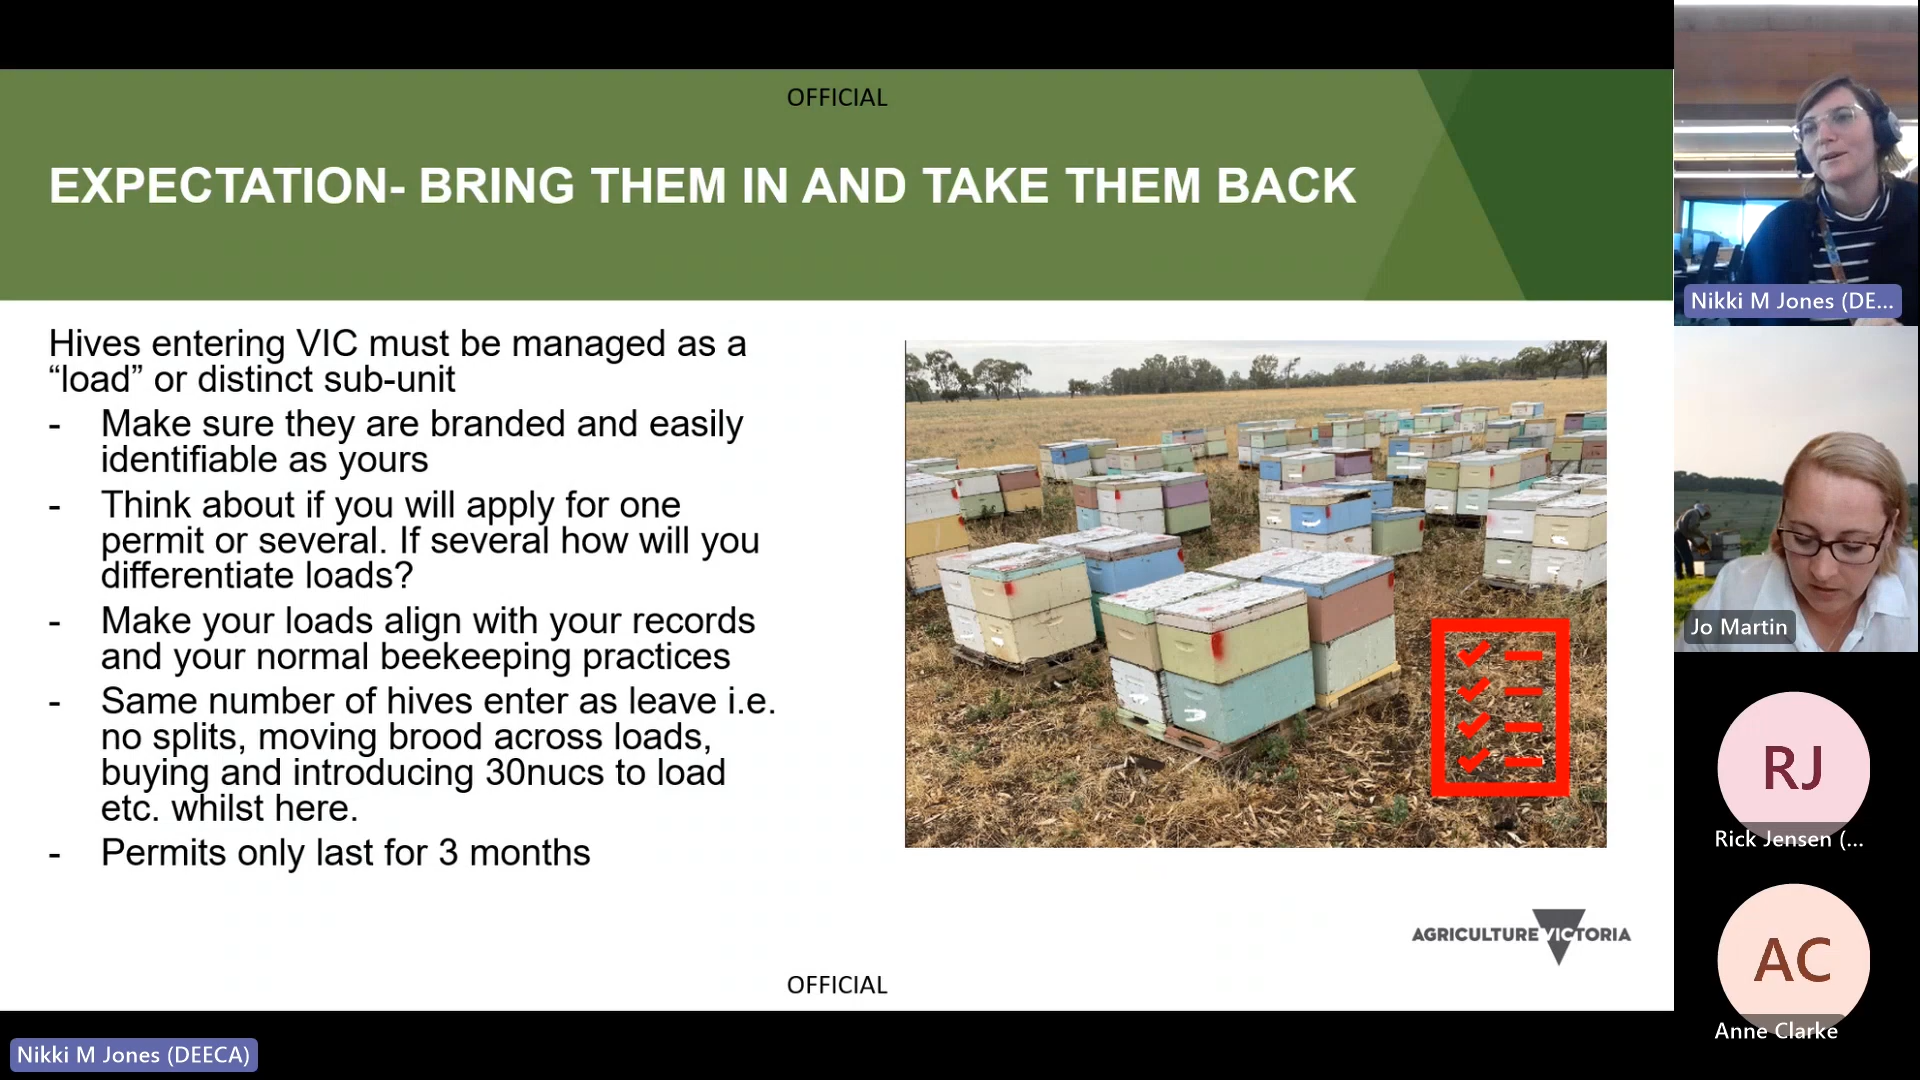 OFFICIAL
EXPECTATION- BRING THEM IN AND TAKE THEM BACK
Hives entering VIC must be managed as a
“load” or distinct sub-unit
- Make sure they are branded and easily
identifiable as yours
- Think about if you will apply for one
permit or several. If several how will you
differentiate loads?
- Make your loads align with your records
and your normal beekeeping practices
- Same number of hives enter as leave i.e.
no splits, moving brood across loads,
buying and introducing 30nucs to load
etc. whilst here.
- Permits only last for 3 months
AGRICULTURE VICTORIA
OFFICIAL
Nikki M Jones (DEECA)
Nikki M Jones (DE...
Jo Martin
RJ
Rick Jensen (...
AC
Anne Clarke